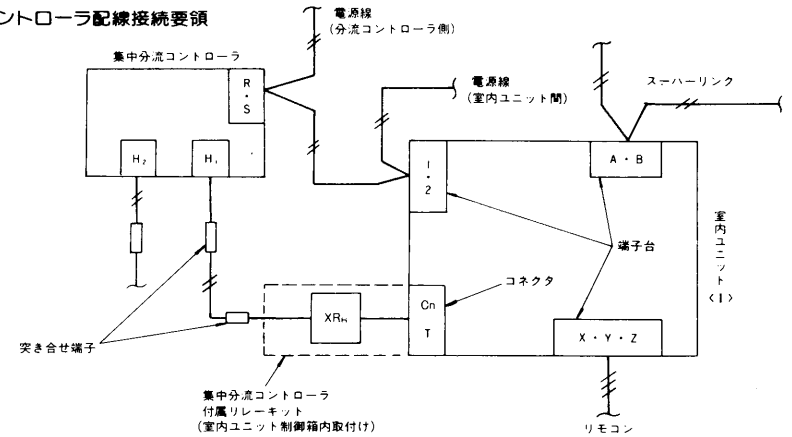 ントローラ配線接続要領
電源線
(分流コントローラ側)
集中分流コントローラ
R・S
電源線
(室内ユニット間)
スーパーリンク
H₂
H₁
1・2
A・B
室内ユニット〈1〉
端子台
コネクタ
Cn
T
突き合せ端子
X・Y・Z
集中分流コントローラ
付属リレーキット
(室内ユニット制御箱内取付け)
リモコン